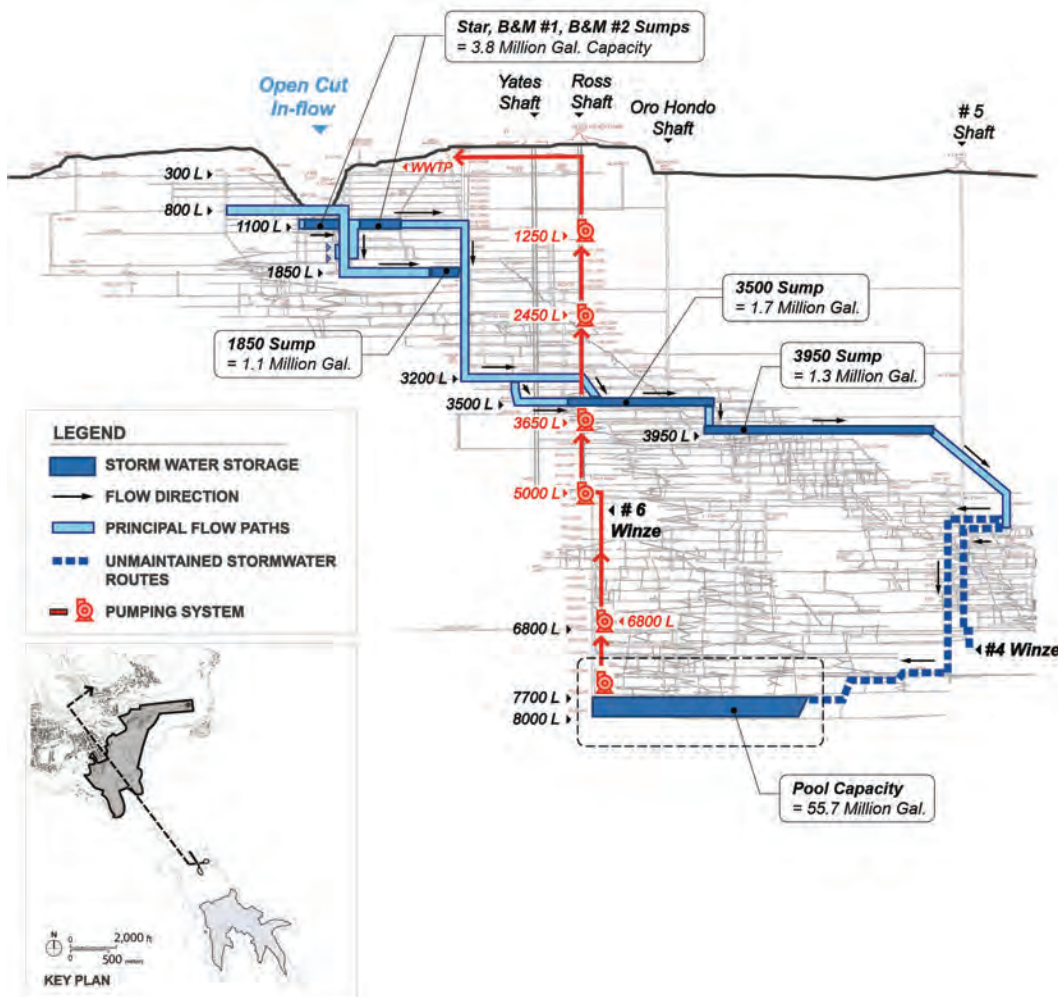 Star, B&M #1, B&M #2 Sumps
= 3.8 Million Gal. Capacity
Open Cut
In-flow
Yates
Shaft
Ross
Shaft
Oro Hondo
Shaft
# 5
Shaft
WWTP
300 L
800 L
1100 L
1250 L
1850 L
2450 L
3500 Sump
= 1.7 Million Gal.
1850 Sump
= 1.1 Million Gal.
3950 Sump
= 1.3 Million Gal.
3200 L
3500 L
3650 L
3950 L
5000 L
# 6
Winze
6800 L
6800 L
#4 Winze
7700 L
8000 L
Pool Capacity
= 55.7 Million Gal.
LEGEND
STORM WATER STORAGE
FLOW DIRECTION
PRINCIPAL FLOW PATHS
UNMAINTAINED STORMWATER
ROUTES
PUMPING SYSTEM
N
0 2,000 ft
0 500 (meter)
KEY PLAN